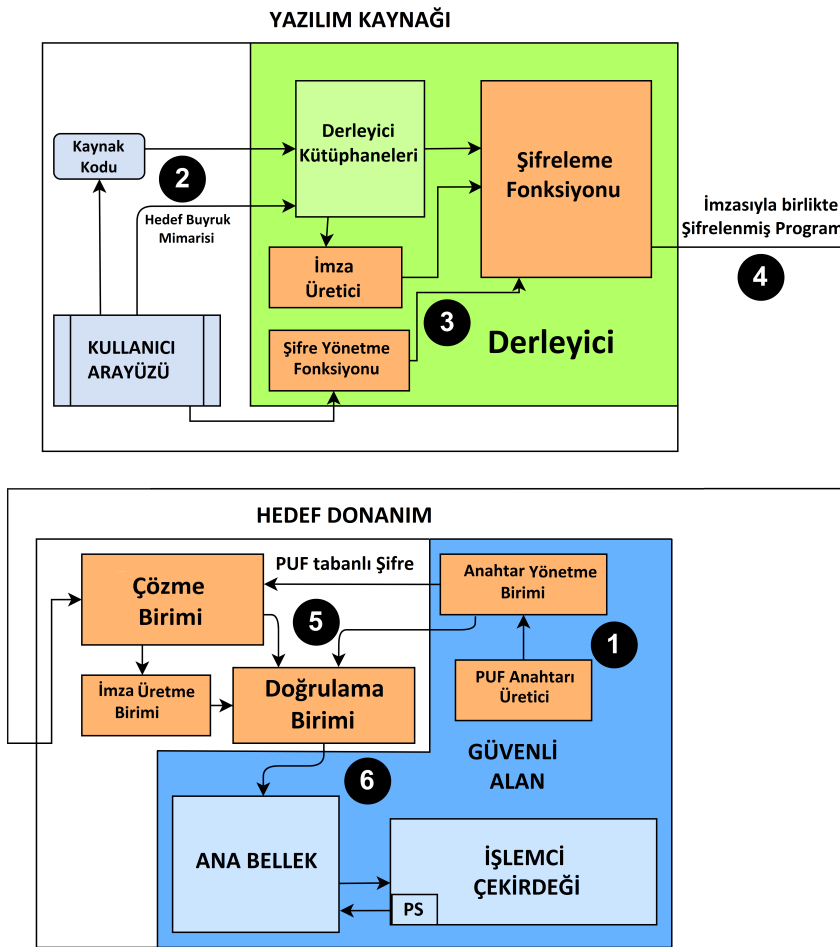 YAZILIM KAYNAĞI
Kaynak
Kodu
2
Derleyici
Kütüphaneleri
Şifreleme
Fonksiyonu
Hedef Buyruk
Mimarisi
İmzasıyla birlikte
Şifrelenmiş Program
4
İmza
Üretici
3
KULLANICI
ARAYÜZÜ
Şifre Yönetme
Fonksiyonu
Derleyici
HEDEF DONANIM
Çözme
Birimi
PUF tabanlı Şifre
Anahtar Yönetme
Birimi
5
1
İmza Üretme
Birimi
Doğrulama
Birimi
PUF Anahtarı
Üretici
GÜVENLİ
ALAN
6
ANA BELLEK
İŞLEMCİ
ÇEKİRDEĞİ
PS